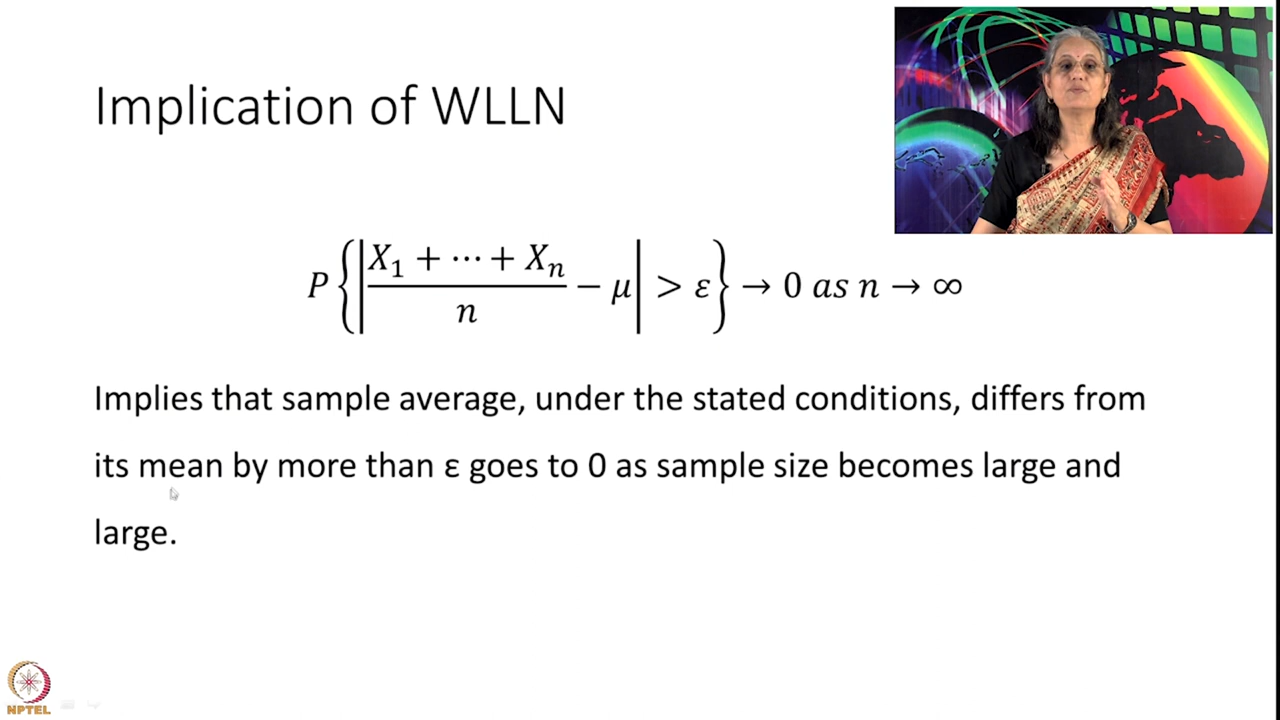 Implication of WLLN
P{|X₁ + ⋯ + Xₙ / n − μ| > ε} → 0 as n → ∞
Implies that sample average, under the stated conditions, differs from
its mean by more than ε goes to 0 as sample size becomes large and
large.
NPTEL